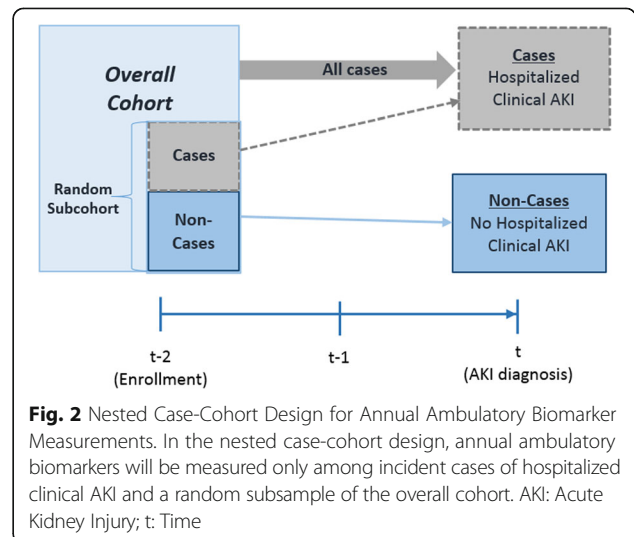 Overall
Cohort
All cases
Cases
Hospitalized
Clinical AKI
Random
Subcohort
Cases
Non-
Cases
Non-Cases
No Hospitalized
Clinical AKI
t-2
(Enrollment)
t-1
t
(AKI diagnosis)
Fig. 2 Nested Case-Cohort Design for Annual Ambulatory Biomarker
Measurements. In the nested case-cohort design, annual ambulatory
biomarkers will be measured only among incident cases of hospitalized
clinical AKI and a random subsample of the overall cohort. AKI: Acute
Kidney Injury; t: Time